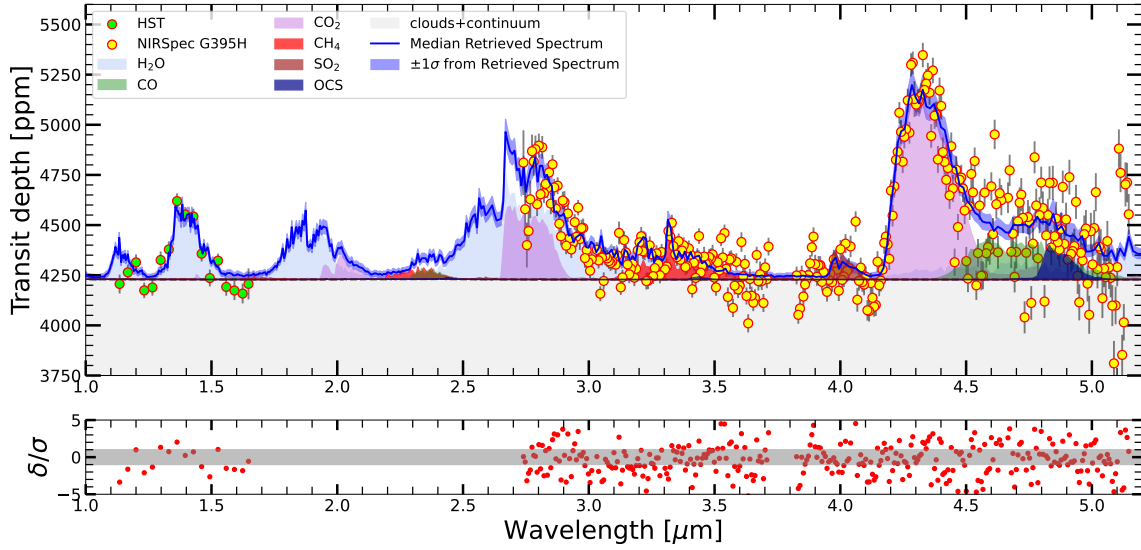 5500
5250
5000
4750
4500
4250
4000
3750
Transit depth [ppm]
HST
NIRSpec G395H
H₂O
CO
CO₂
CH₄
SO₂
OCS
clouds+continuum
Median Retrieved Spectrum
±1σ from Retrieved Spectrum
1.0 1.5 2.0 2.5 3.0 3.5 4.0 4.5 5.0
5
0
−5
δ/σ
1.0 1.5 2.0 2.5 3.0 3.5 4.0 4.5 5.0
Wavelength [μm]